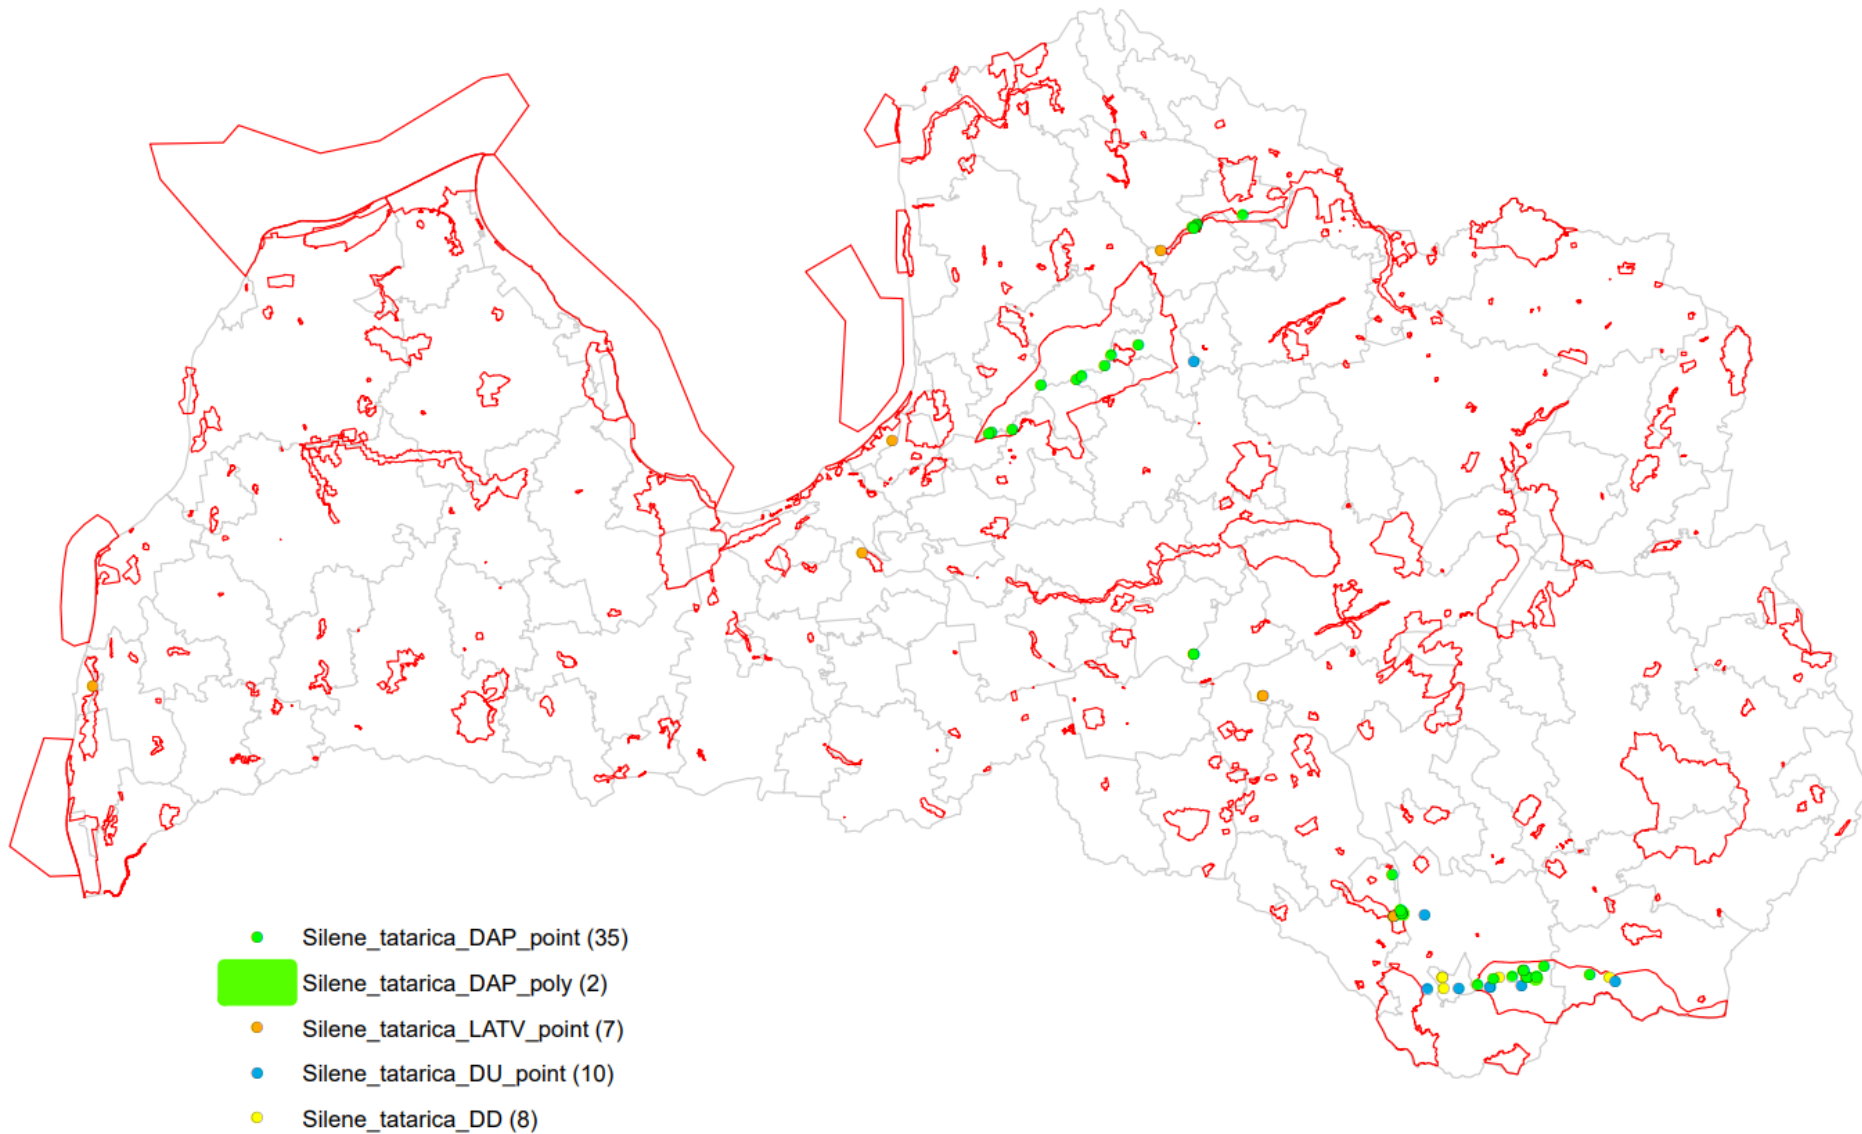 Silene_tatarica_DAP_point (35)
Silene_tatarica_DAP_poly (2)
Silene_tatarica_LATV_point (7)
Silene_tatarica_DU_point (10)
Silene_tatarica_DD (8)